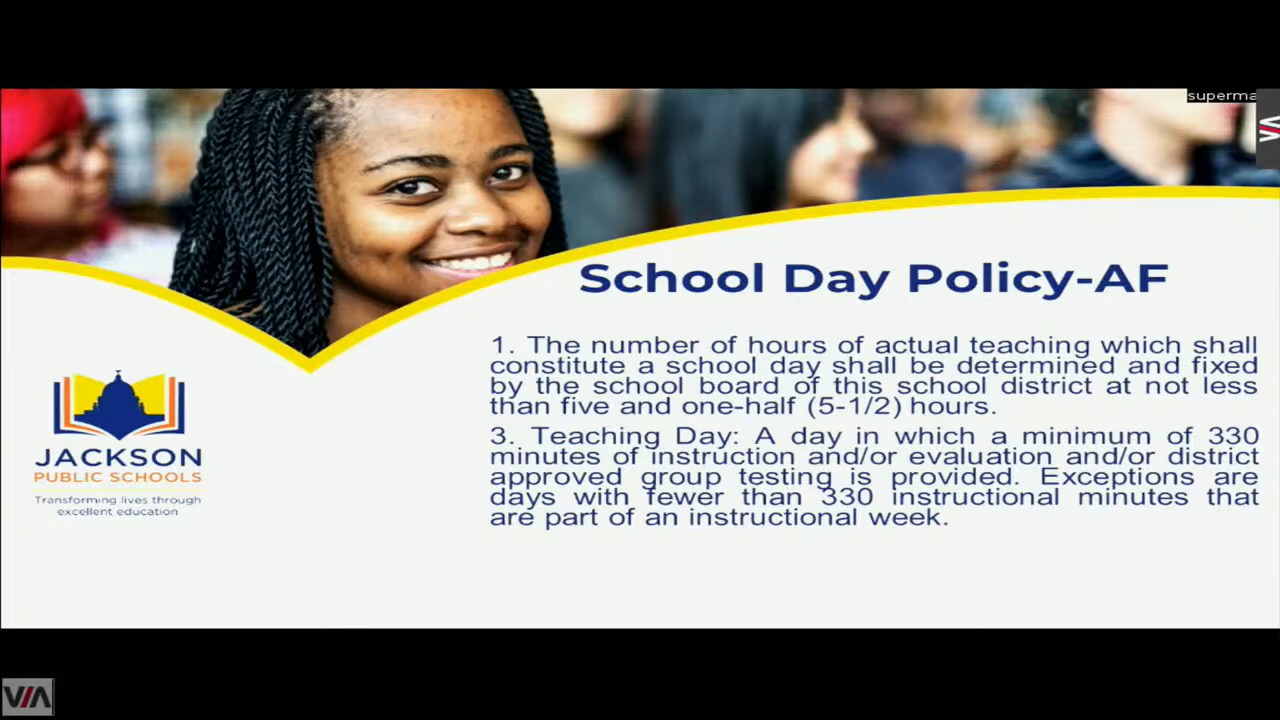 superma
School Day Policy-AF
1. The number of hours of actual teaching which shall
constitute a school day shall be determined and fixed
by the school board of this school district at not less
than five and one-half (5-1/2) hours.
3. Teaching Day: A day in which a minimum of 330
minutes of instruction and/or evaluation and/or district
approved group testing is provided. Exceptions are
days with fewer than 330 instructional minutes that
are part of an instructional week.
JACKSON
PUBLIC SCHOOLS
Transforming lives through
excellent education
VIA